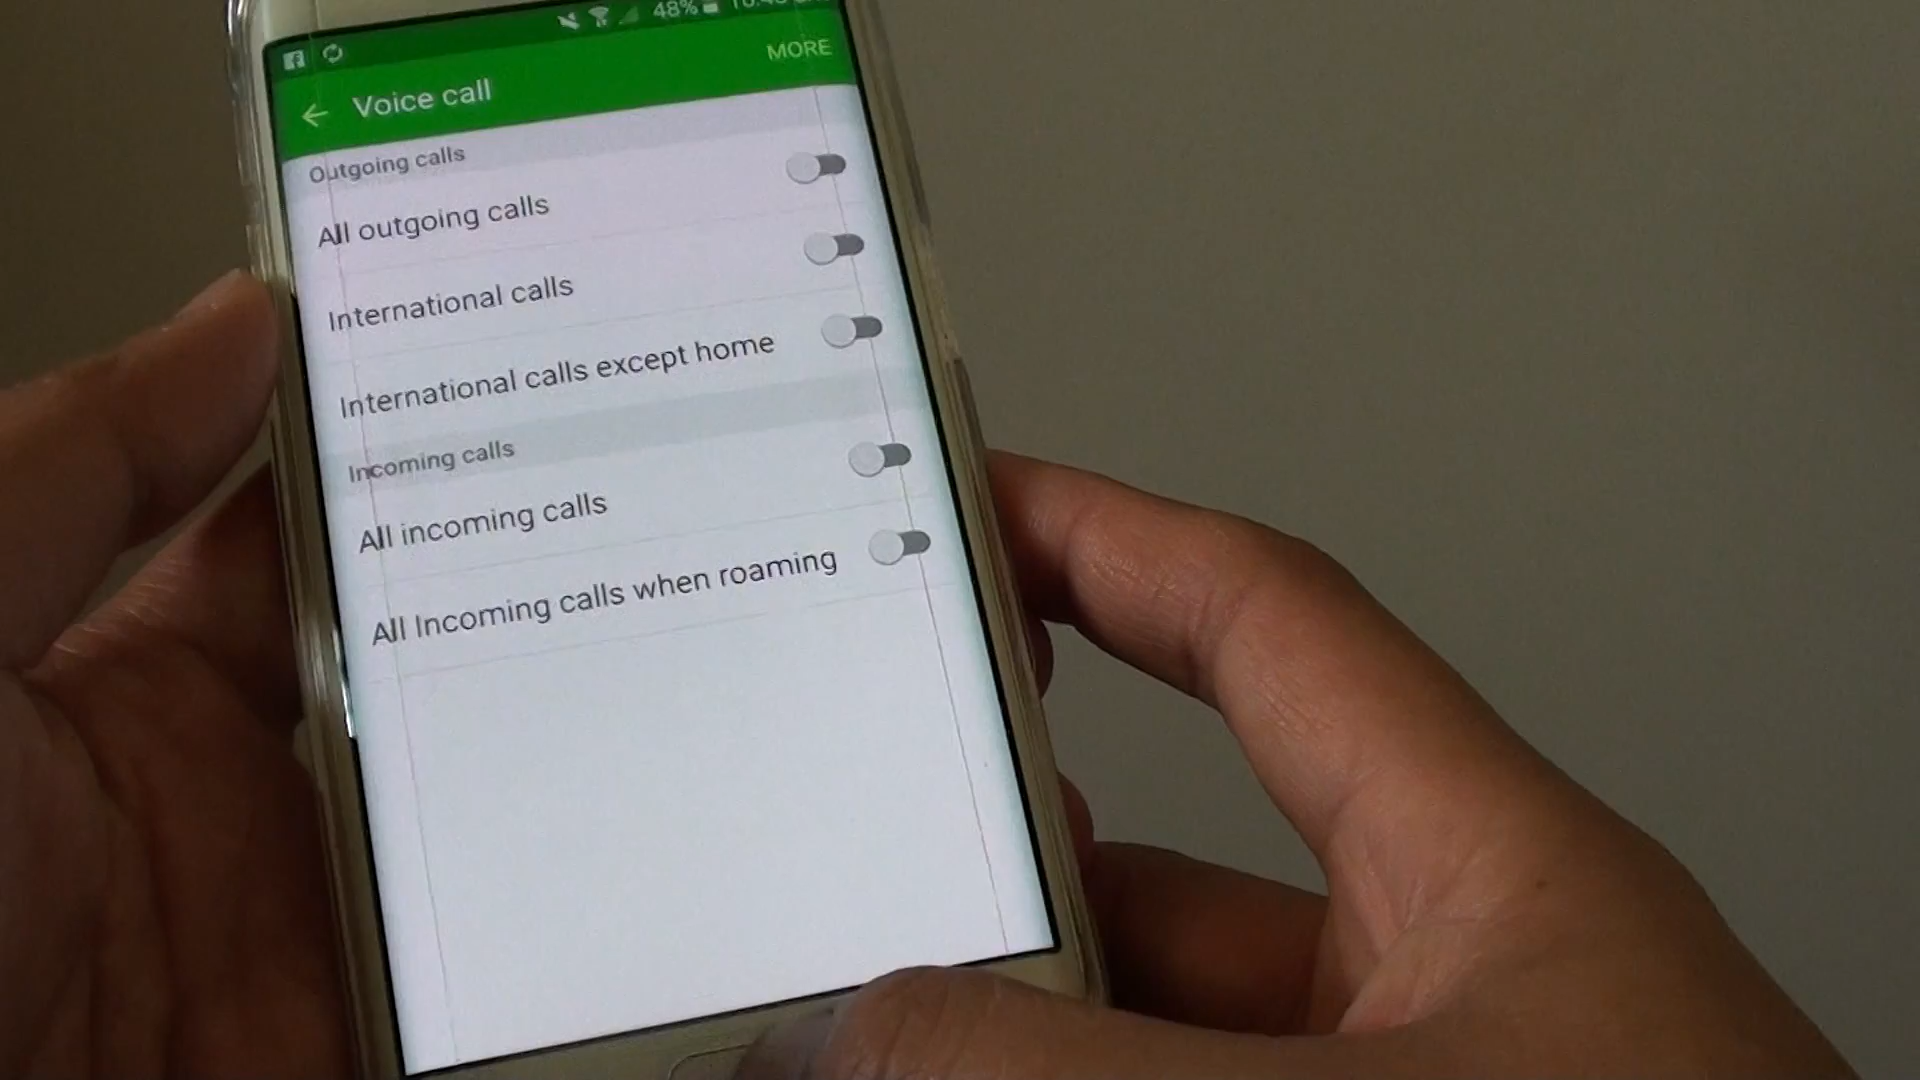 48%
MORE
Voice call
Outgoing calls
All outgoing calls
International calls
International calls except home
Incoming calls
All incoming calls
All Incoming calls when roaming